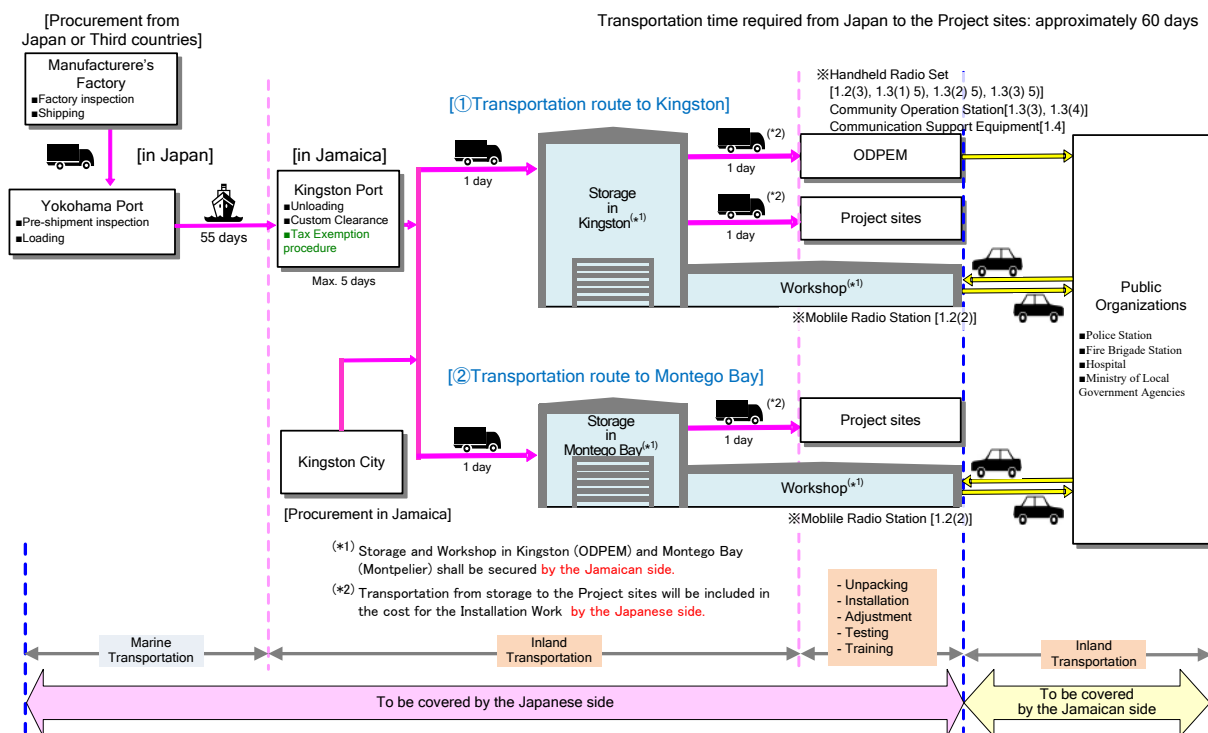 [Procurement from
Japan or Third countries]
Transportation time required from Japan to the Project sites: approximately 60 days
Manufacturere's
Factory
■Factory inspection
■Shipping
※Handheld Radio Set
[1.2(3), 1.3(1) 5), 1.3(2) 5), 1.3(3) 5)]
Community Operation Station[1.3(3), 1.3(4)]
Communication Support Equipment[1.4]
[①Transportation route to Kingston]
[in Japan]
[in Jamaica]
Yokohama Port
■Pre-shipment inspection
■Loading
55 days
Kingston Port
■Unloading
■Custom Clearance
■Tax Exemption
procedure
Max. 5 days
1 day
Storage
in
Kingston(*1)
(*2)
1 day
ODPEM
(*2)
1 day
Project sites
Workshop(*1)
※Moblile Radio Station [1.2(2)]
Public
Organizations
■Police Station
■Fire Brigade Station
■Hospital
■Ministry of Local
Government Agencies
[②Transportation route to Montego Bay]
Kingston City
[Procurement in Jamaica]
1 day
Storage
in
Montego Bay(*1)
(*2)
1 day
Project sites
Workshop(*1)
※Moblile Radio Station [1.2(2)]
(*1) Storage and Workshop in Kingston (ODPEM) and Montego Bay
(Montpelier) shall be secured by the Jamaican side.
(*2) Transportation from storage to the Project sites will be included in
the cost for the Installation Work by the Japanese side.
- Unpacking
- Installation
- Adjustment
- Testing
- Training
Marine
Transportation
Inland
Transportation
Inland
Transportation
To be covered by the Japanese side
To be covered
by the Jamaican side